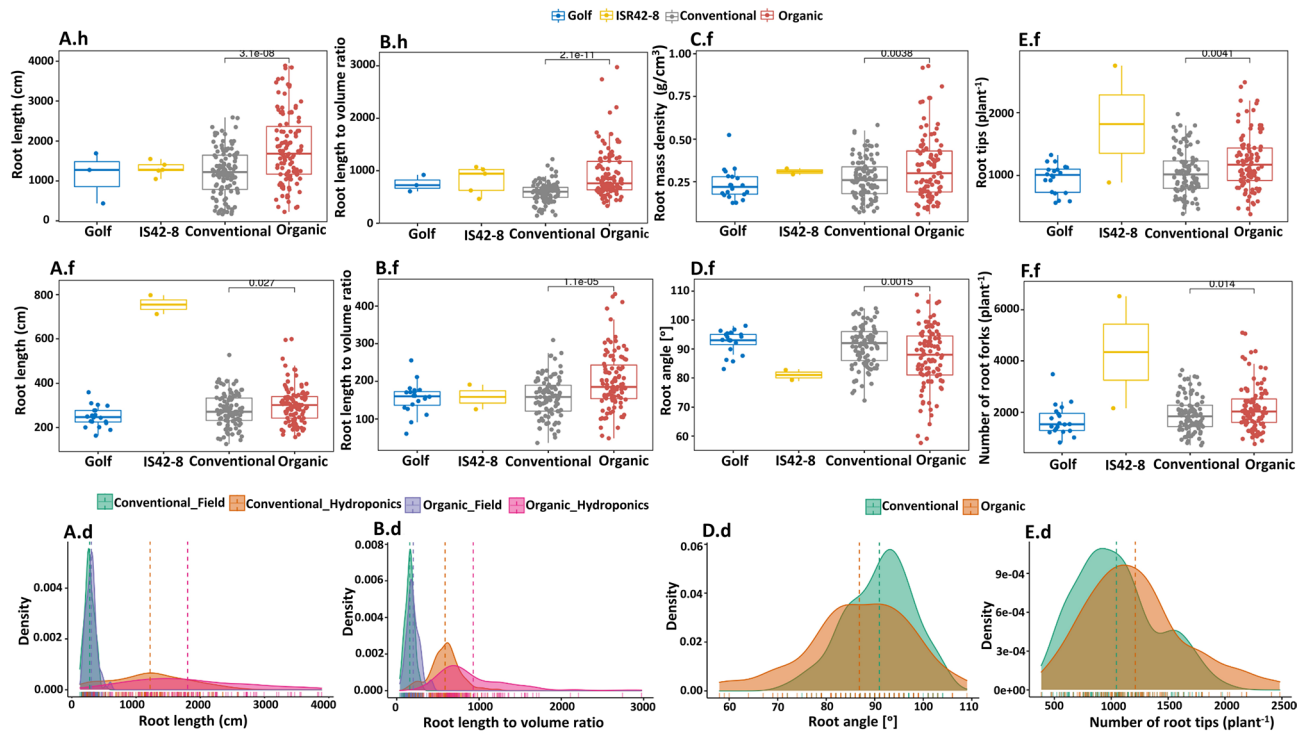 Golf ISR42-8 Conventional Organic
A.h
3.1e-08
Root length (cm)
4000
3000
2000
1000
0
Golf IS42-8 Conventional Organic
B.h
2.1e-11
Root length to volume ratio
3000
2000
1000
0
Golf IS42-8 Conventional Organic
C.f
0.0038
Root mass density (g/cm³)
1.00
0.75
0.50
0.25
Golf IS42-8 Conventional Organic
E.f
0.0041
Root tips (plant⁻¹)
2000
1000
Golf IS42-8 Conventional Organic
A.f
0.027
Root length (cm)
800
600
400
200
Golf IS42-8 Conventional Organic
B.f
1.1e-05
Root length to volume ratio
400
300
200
100
Golf IS42-8 Conventional Organic
D.f
0.0015
Root angle [°]
100
90
80
70
60
Golf IS42-8 Conventional Organic
F.f
0.014
Number of root forks (plant⁻¹)
6000
4000
2000
Golf IS42-8 Conventional Organic
Conventional_Field Conventional_Hydroponics Organic_Field Organic_Hydroponics
A.d
Density
0.004
0.002
0.000
0 1000 2000 3000 4000
Root length (cm)
B.d
Density
0.008
0.006
0.004
0.002
0.000
0 1000 2000 3000
Root length to volume ratio
Conventional Organic
D.d
Density
0.06
0.04
0.02
0.00
60 70 80 90 100 110
Root angle [°]
E.d
Density
9e-04
6e-04
3e-04
0e+00
500 1000 1500 2000 2500
Number of root tips (plant⁻¹)